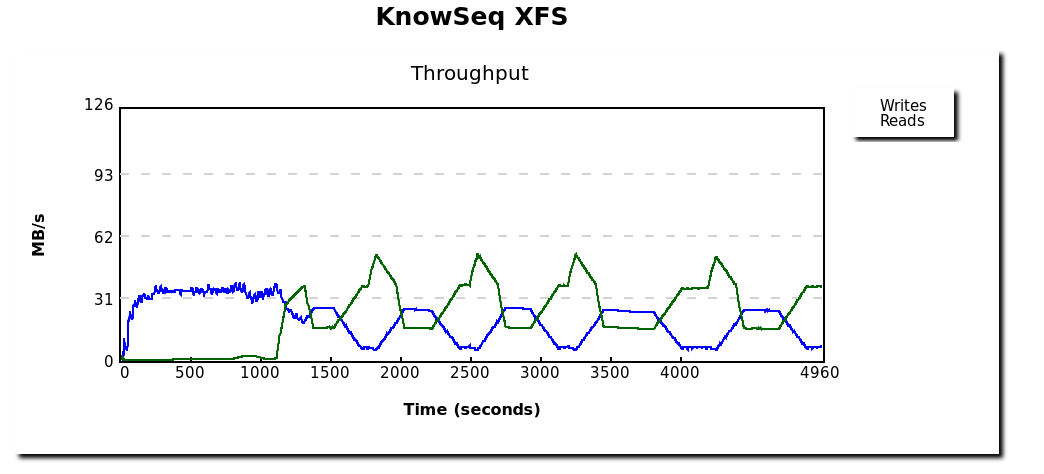 KnowSeq XFS
Throughput
126
93
62
31
0
MB/s
0 500 1000 1500 2000 2500 3000 3500 4000 4960
Time (seconds)
Writes
Reads